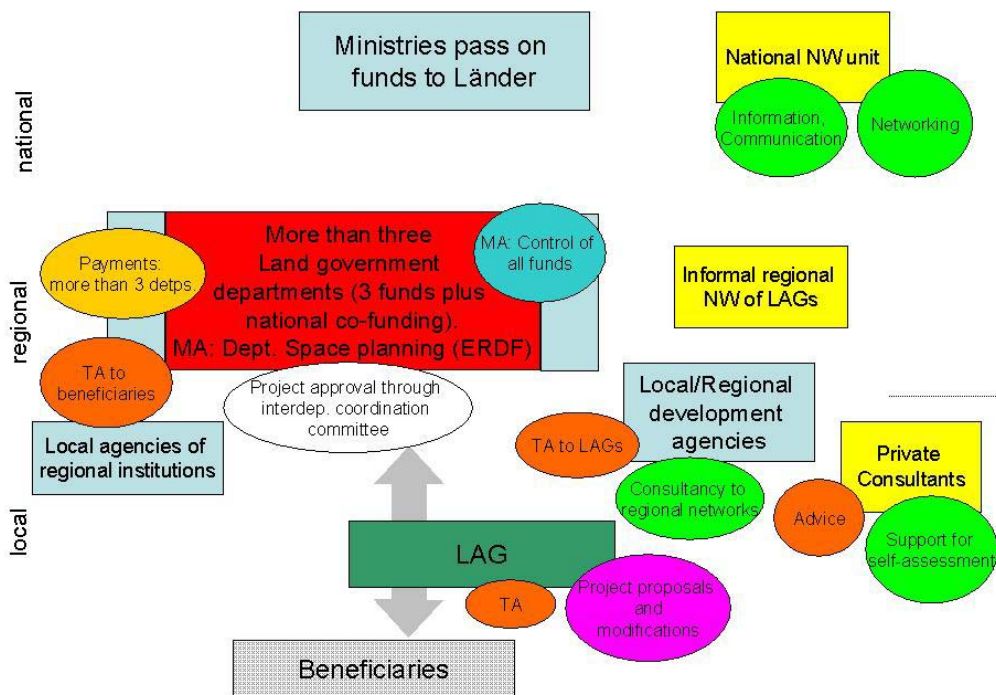 Ministries pass on
funds to Länder
National NW unit
Information,
Communication
Networking
national
More than three
Land government
departments (3 funds plus
national co-funding).
MA: Dept. Space planning (ERDF)
MA: Control of
all funds
Payments:
more than 3 detps.
Informal regional
NW of LAGs
regional
TA to
beneficiaries
Project approval through
interdep. coordination
committee
Local/Regional
development
agencies
TA to LAGs
Local agencies of
regional institutions
Private
Consultants
Consultancy to
regional networks
Advice
Support for
self-assessment
local
LAG
TA
Project proposals
and
modifications
Beneficiaries